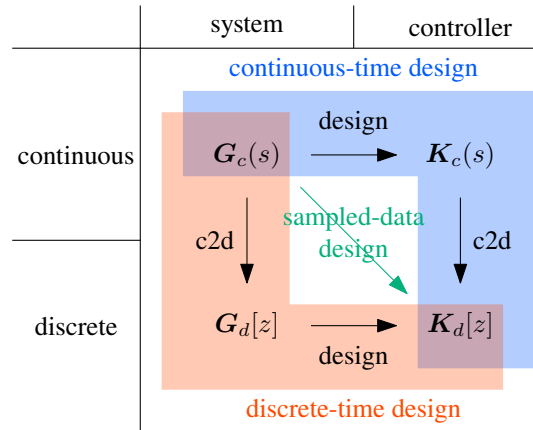 system
controller
continuous-time design
design
continuous
G_c(s)
K_c(s)
sampled-data
design
c2d
c2d
discrete
G_d[z]
K_d[z]
design
discrete-time design